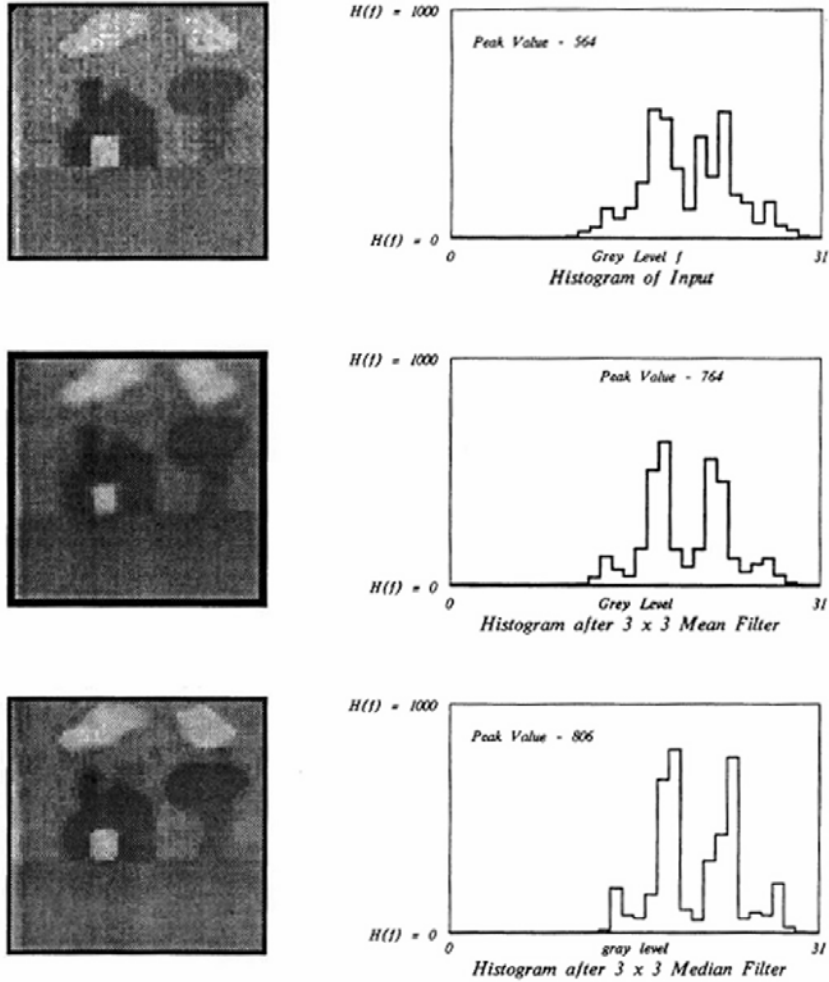 H(f) = 1000
Peak Value - 564
H(f) = 0
0
31
Grey Level f
Histogram of Input
H(f) = 1000
Peak Value - 764
H(f) = 0
0
31
Grey Level
Histogram after 3 x 3 Mean Filter
H(f) = 1000
Peak Value - 806
H(f) = 0
0
31
gray level
Histogram after 3 x 3 Median Filter